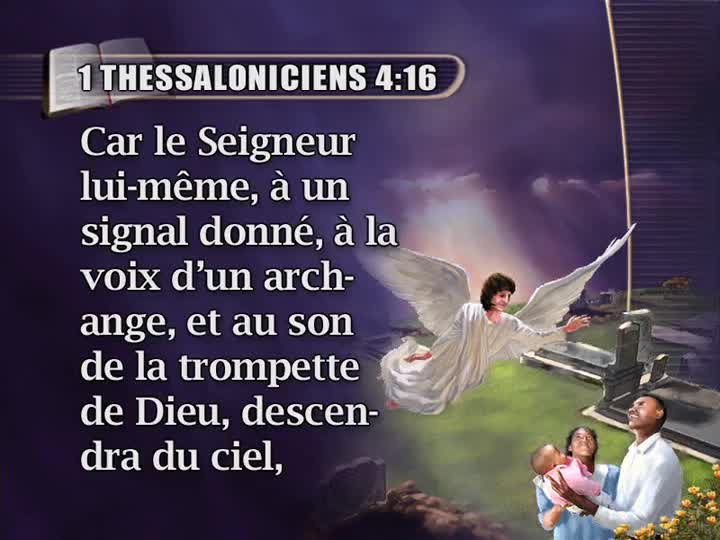 1 THESSALONICIENS 4:16
Car le Seigneur
lui-même, à un
signal donné, à la
voix d’un arch-
ange, et au son
de la trompette
de Dieu, descen-
dra du ciel,